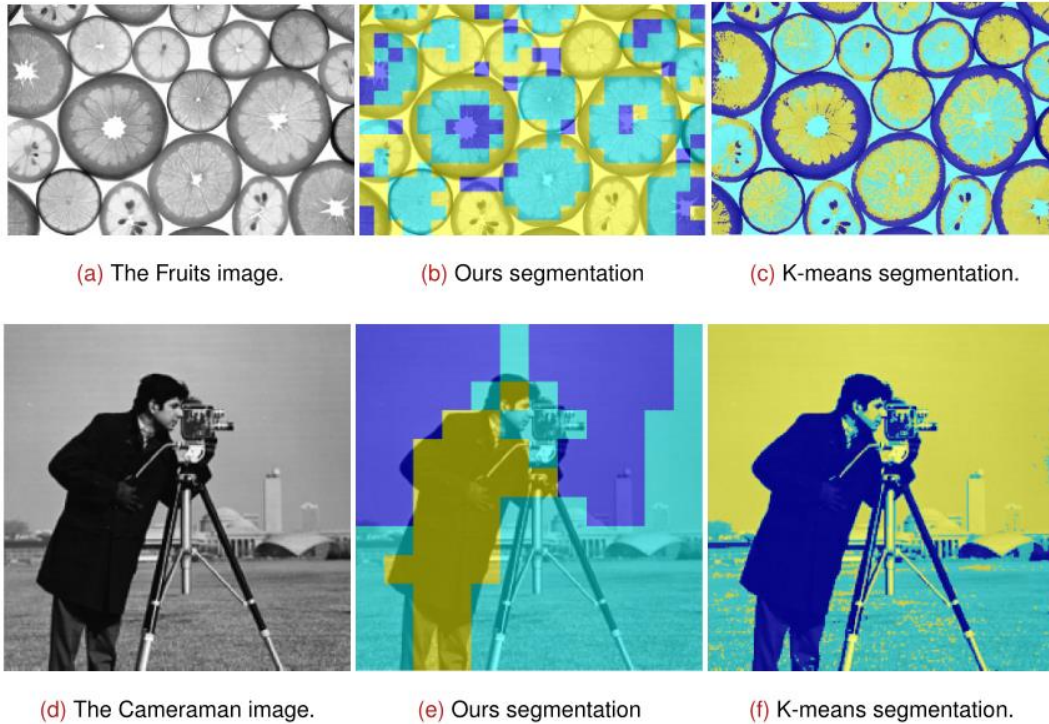 (a) The Fruits image.
(b) Ours segmentation
(c) K-means segmentation.
(d) The Cameraman image.
(e) Ours segmentation
(f) K-means segmentation.